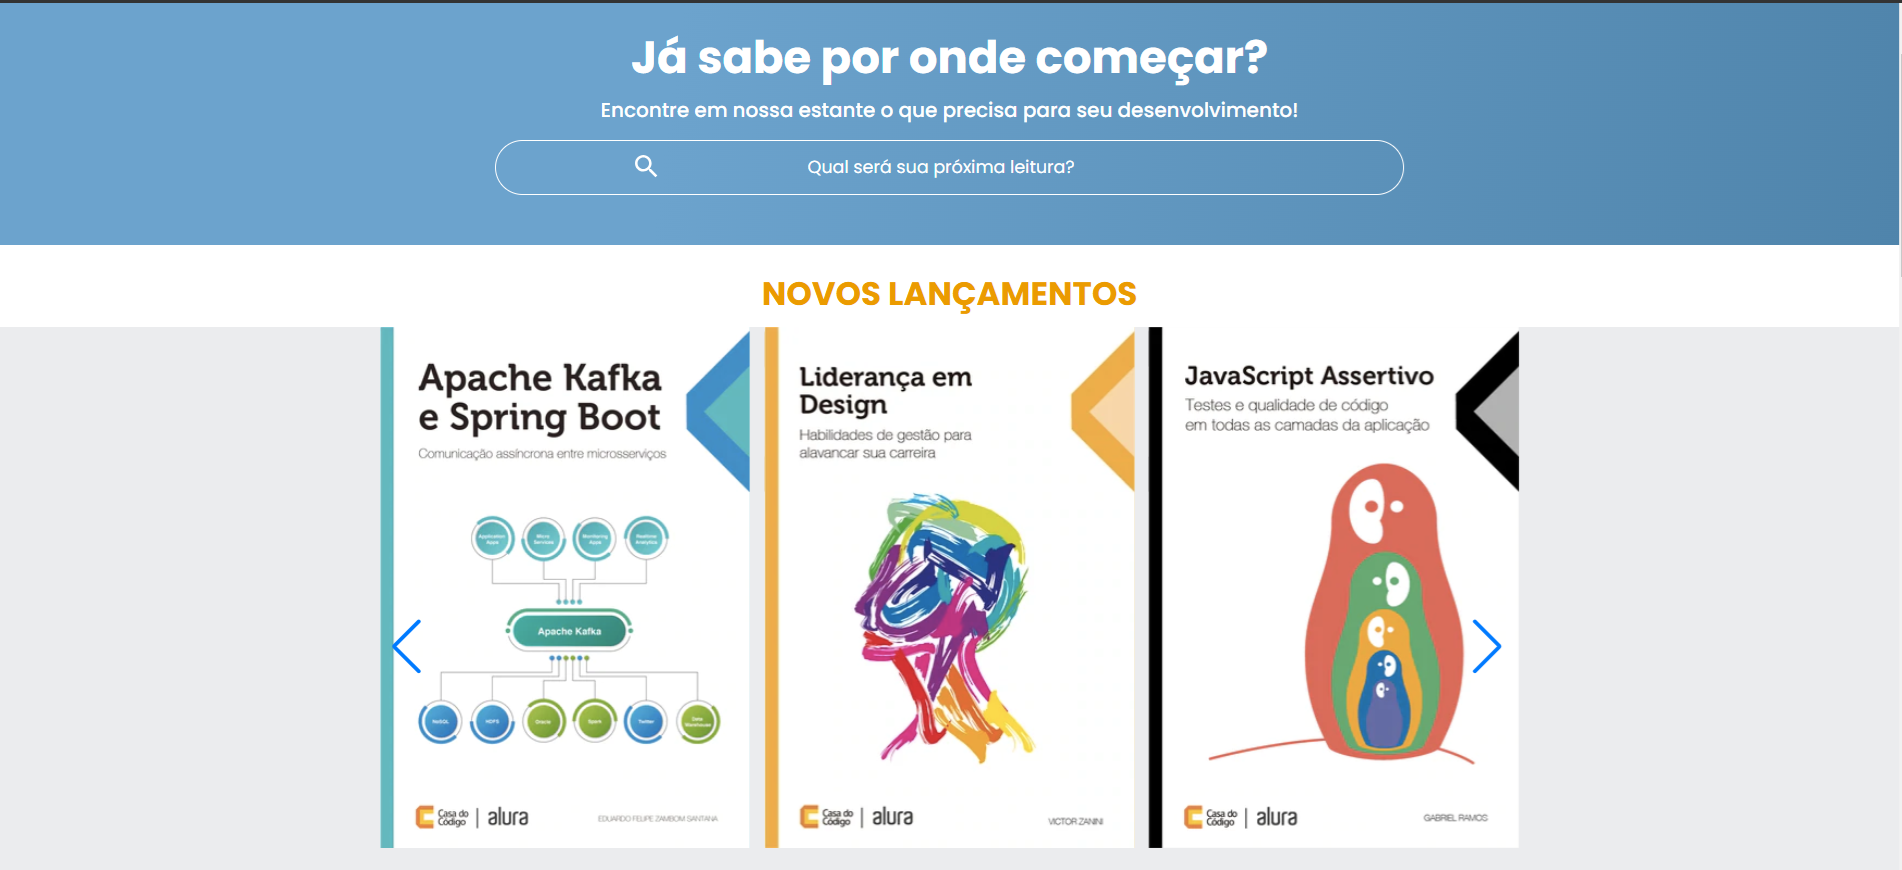 Já sabe por onde começar?
Encontre em nossa estante o que precisa para seu desenvolvimento!
Qual será sua próxima leitura?
NOVOS LANÇAMENTOS
Apache Kafka
e Spring Boot
Comunicação assíncrona entre microsserviços
Application
Apps
Micro
Services
Monitoring
Apps
Realtime
Analytics
Apache Kafka
NoSQL
HDFS
Oracle
Spark
Twitter
Data
Warehouse
Casa do
Código
alura
EDUARDO FELIPE ZAMBOM SANTANA
Liderança em
Design
Habilidades de gestão para
alavancar sua carreira
Casa do
Código
alura
VICTOR ZANINI
JavaScript Assertivo
Testes e qualidade de código
em todas as camadas da aplicação
Casa do
Código
alura
GABRIEL RAMOS